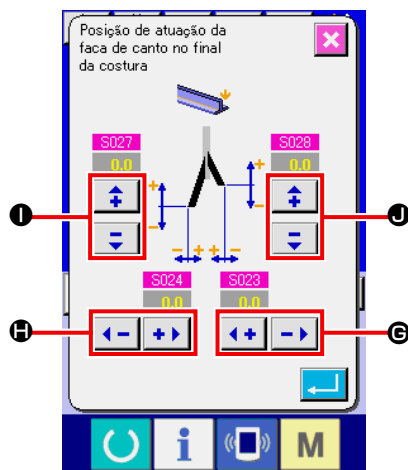 Posição de atuação da
faca de canto no final
da costura
S027
S028
0.0
0.0
+
+
+
+
−
−
−
−
− +
+ −
S024
S023
0.0
0.0
I
J
H
−
+
+
−
G
i
M